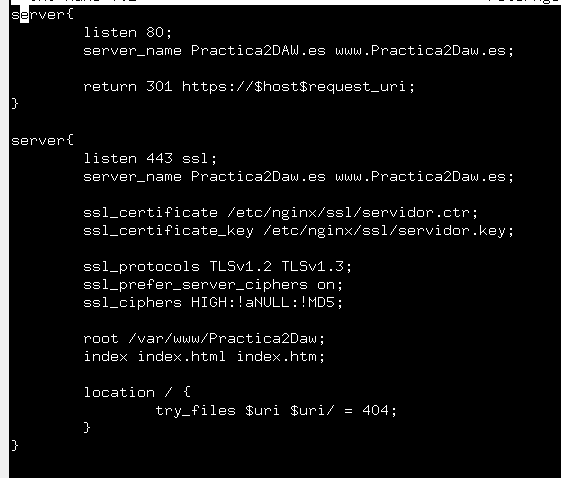 server{
listen 80;
server_name Practica2DAW.es www.Practica2Daw.es;
return 301 https://$host$request_uri;
}
server{
listen 443 ssl;
server_name Practica2Daw.es www.Practica2Daw.es;
ssl_certificate /etc/nginx/ssl/servidor.ctr;
ssl_certificate_key /etc/nginx/ssl/servidor.key;
ssl_protocols TLSv1.2 TLSv1.3;
ssl_prefer_server_ciphers on;
ssl_ciphers HIGH:!aNULL:!MD5;
root /var/www/Practica2Daw;
index index.html index.htm;
location / {
try_files $uri $uri/ = 404;
}
}